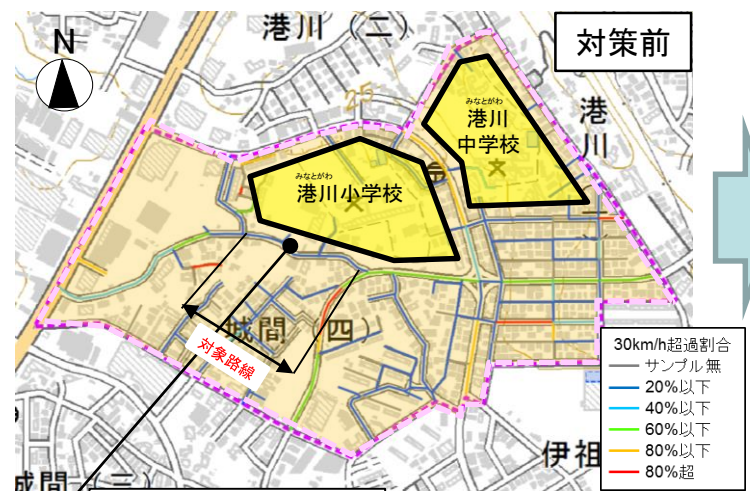 N
港川（二）
対策前
25
みなとがわ
港川
中学校
港川
みなとがわ
港川小学校
城間（四）
対象路線
30km/h超過割合
サンプル無
20%以下
40%以下
60%以下
80%以下
80%超
伊祖
城間（三）